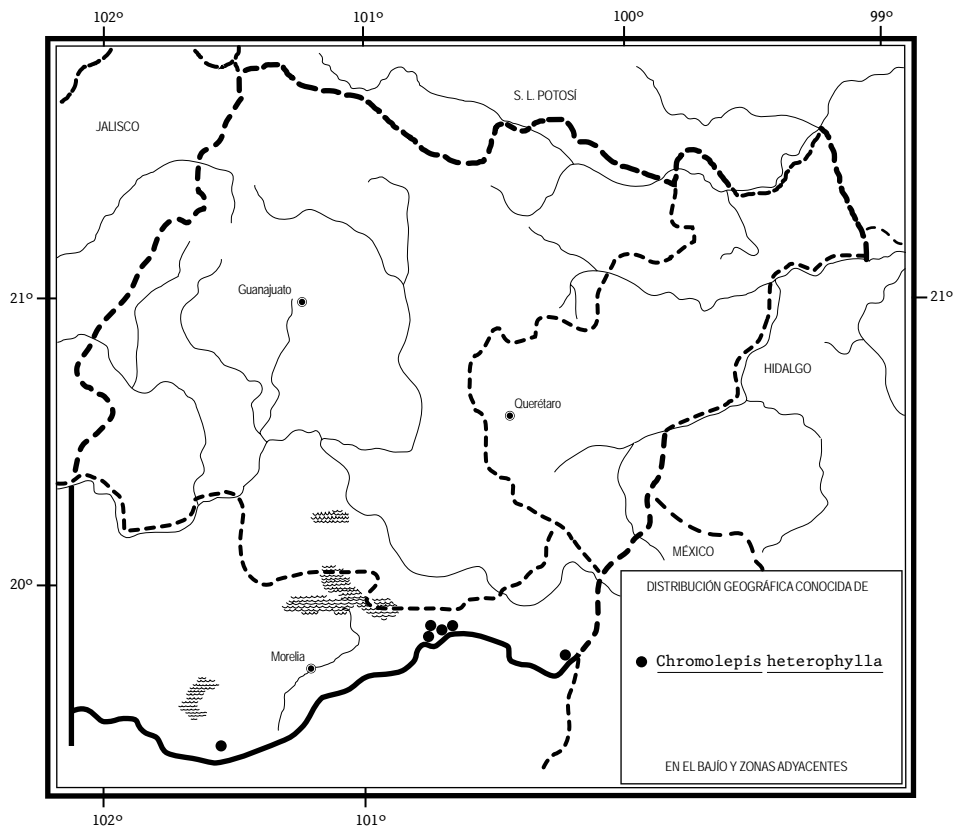 102º 101º 100º 99º
S. L. POTOSÍ
JALISCO
Guanajuato
21º 21º
HIDALGO
Querétaro
MÉXICO
20º
DISTRIBUCIÓN GEOGRÁFICA CONOCIDA DE
Morelia
Chromolepis heterophylla
EN EL BAJÍO Y ZONAS ADYACENTES
102º 101º